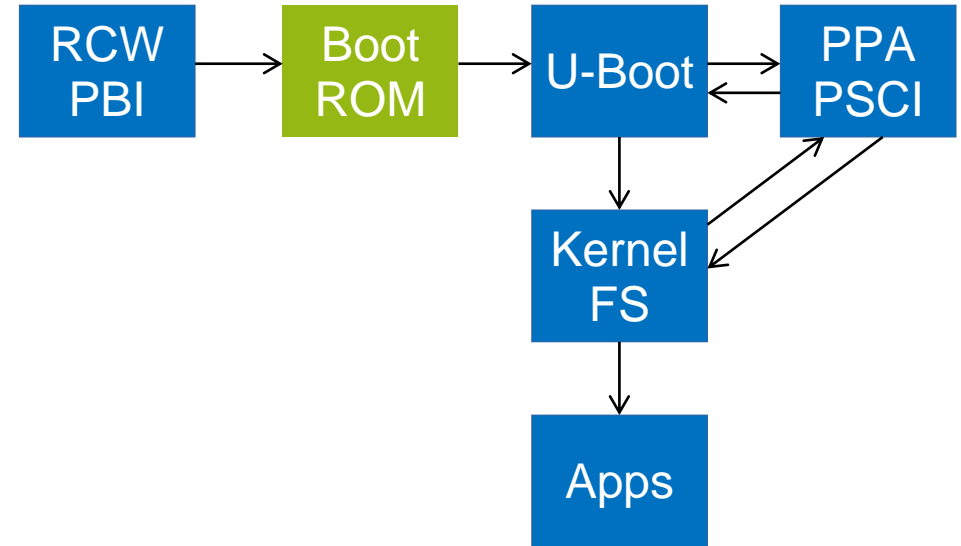 RCW
PBI
Boot
ROM
U-Boot
PPA
PSCI
Kernel
FS
Apps